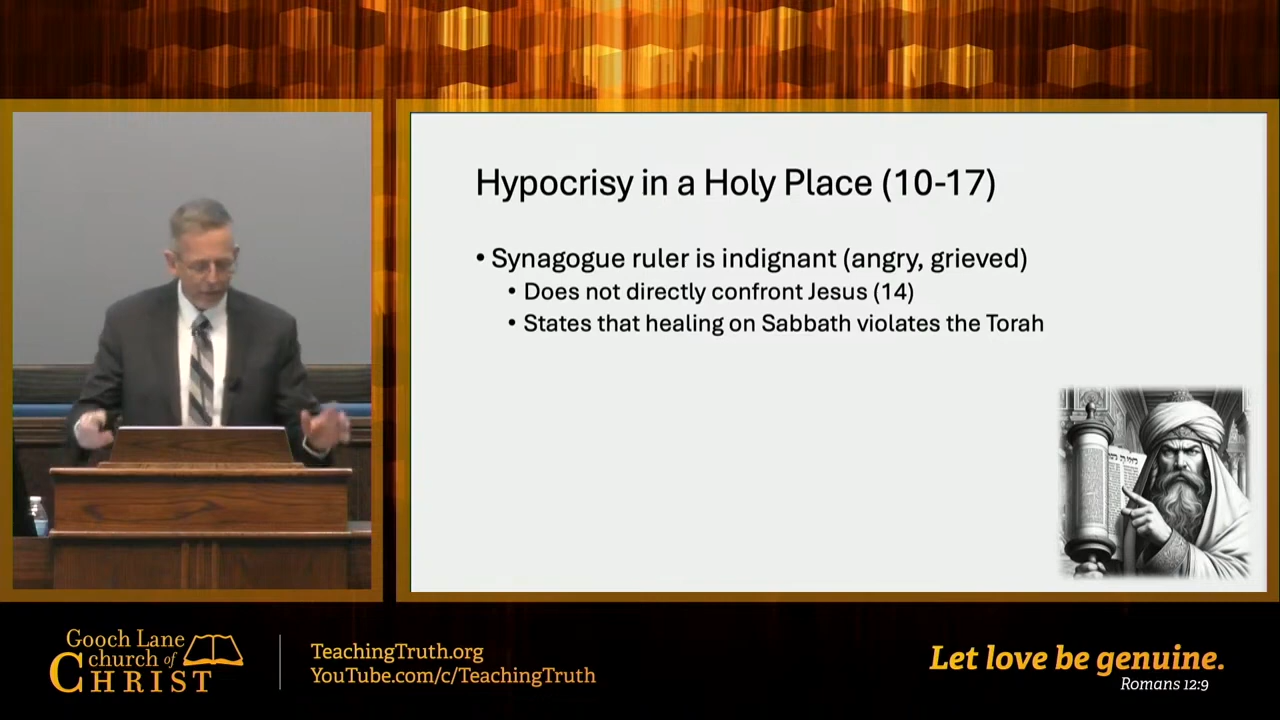 Hypocrisy in a Holy Place (10-17)
• Synagogue ruler is indignant (angry, grieved)
• Does not directly confront Jesus (14)
• States that healing on Sabbath violates the Torah
Gooch Lane
church of
CHRIST
TeachingTruth.org
YouTube.com/c/TeachingTruth
Let love be genuine.
Romans 12:9